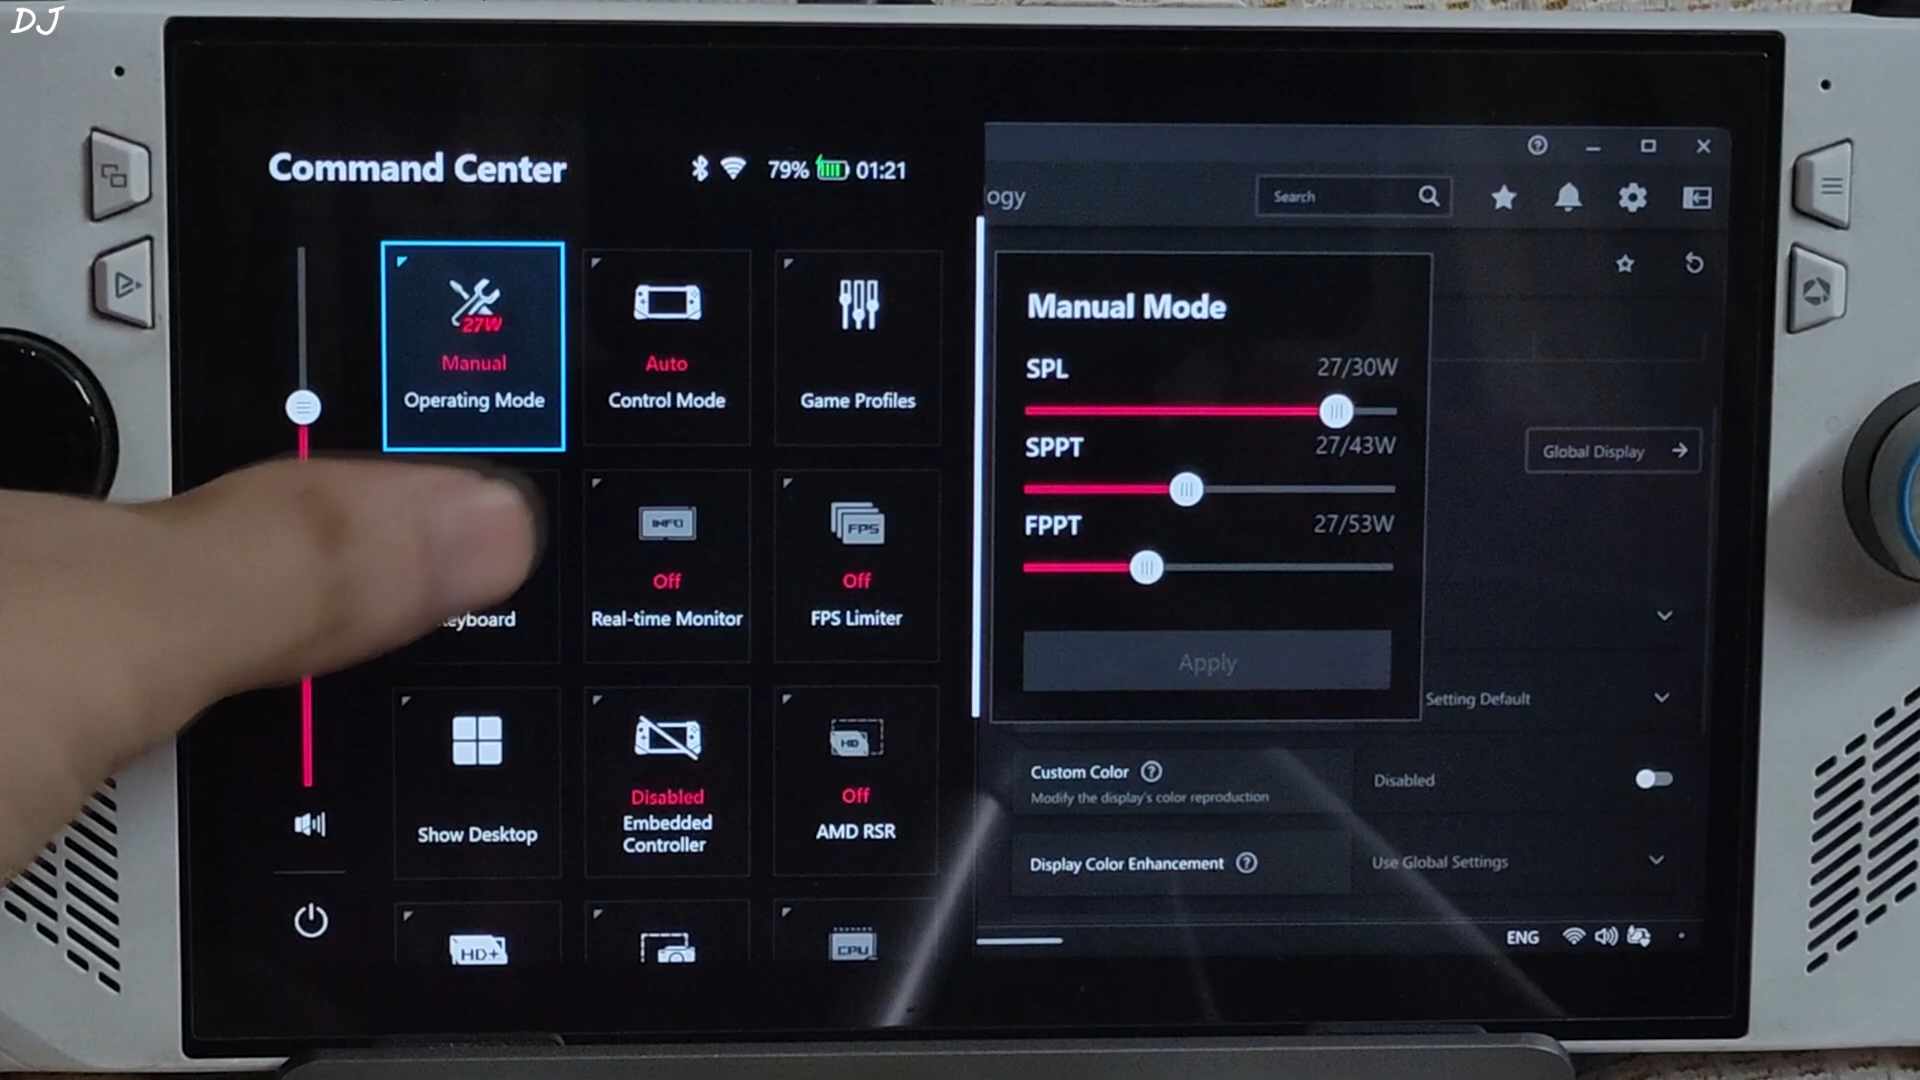 DJ
Command Center
79% 01:21
27W
Manual
Operating Mode
Auto
Control Mode
Game Profiles
INFO
Off
Real-time Monitor
FPS
Off
FPS Limiter
Show Desktop
Disabled
Embedded
Controller
HD
Off
AMD RSR
HD+
CPU
ogy
Search
Manual Mode
SPL 27/30W
SPPT 27/43W
FPPT 27/53W
Apply
Global Display
Setting Default
Custom Color
Modify the display's color reproduction
Disabled
Display Color Enhancement
Use Global Settings
ENG